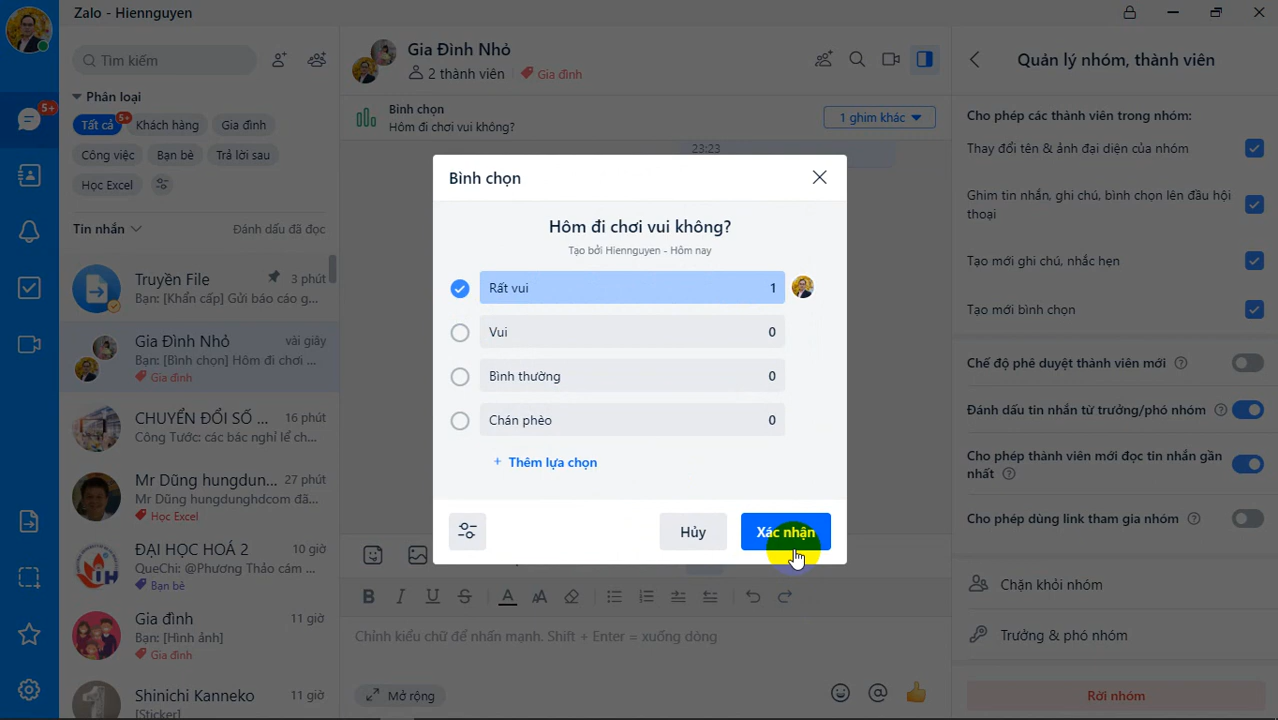 Zalo - Hiennguyen
Tìm kiếm
Phân loại
Tất cả
5+
Khách hàng
Gia đình
Công việc
Bạn bè
Trả lời sau
Học Excel
Tin nhắn
Đánh dấu đã đọc
5+
Truyền File
3 phút
Bạn: [Khẩn cấp] Gửi báo cáo g...
Gia Đình Nhỏ
vài giây
Bạn: [Bình chọn] Hôm đi chơi ...
Gia đình
CHUYỂN ĐỔI SỐ ...
16 phút
Công Tước: các bác nghỉ lễ ch...
Mr Dũng hungdun...
27 phút
Mr Dũng hungdunghdcom đã...
Học Excel
ĐẠI HỌC HOÁ 2
10 giờ
QueChi: @Phương Thảo cám ...
Bạn bè
Gia đình
11 giờ
Bạn: [Hình ảnh]
Gia đình
Shinichi Kanneko
11 giờ
[Sticker]
Gia Đình Nhỏ
2 thành viên
Gia đình
Bình chọn
Hôm đi chơi vui không?
1 ghim khác
23:23
Bình chọn
Hôm đi chơi vui không?
Tạo bởi Hiennguyen - Hôm nay
Rất vui 1
Vui 0
Bình thường 0
Chán phèo 0
+ Thêm lựa chọn
Hủy
Xác nhận
B I U S A AA
Chỉnh kiểu chữ để nhấn mạnh. Shift + Enter = xuống dòng
Mở rộng
Quản lý nhóm, thành viên
Cho phép các thành viên trong nhóm:
Thay đổi tên & ảnh đại diện của nhóm
Ghim tin nhắn, ghi chú, bình chọn lên đầu hội
thoại
Tạo mới ghi chú, nhắc hẹn
Tạo mới bình chọn
Chế độ phê duyệt thành viên mới
Đánh dấu tin nhắn từ trưởng/phó nhóm
Cho phép thành viên mới đọc tin nhắn gần
nhất
Cho phép dùng link tham gia nhóm
Chặn khỏi nhóm
Trưởng & phó nhóm
Rời nhóm